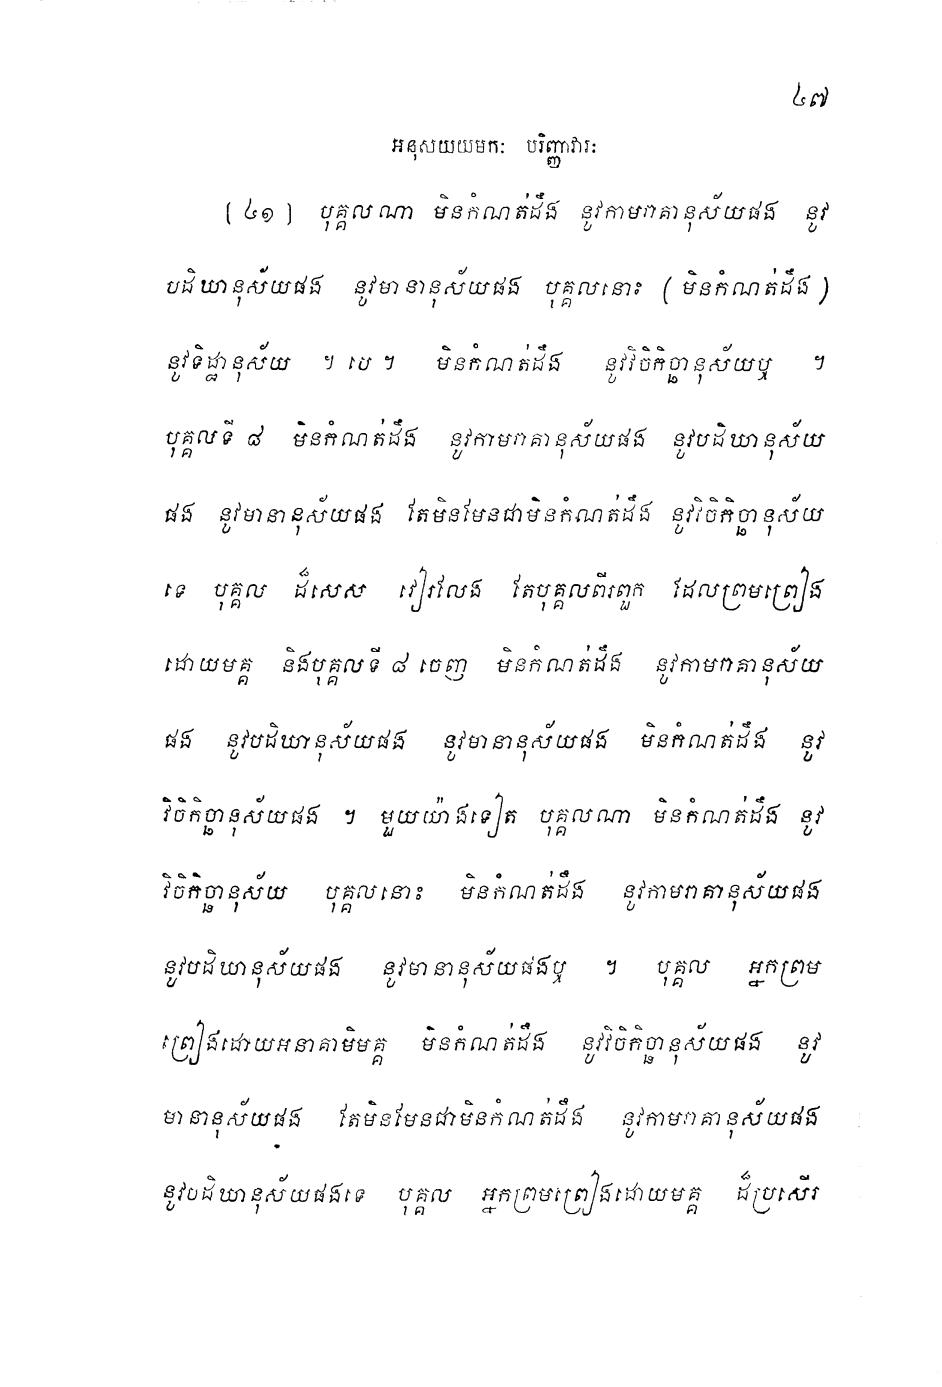 ៤៧
អនុសយយមកៈ បរិញ្ញាវារៈ
[ ៤១ ] បុគ្គលណា មិនកំណត់ដឹង នូវកាមរាគានុស័យផង នូវ
បដិឃានុស័យផង នូវមានានុស័យផង បុគ្គលនោះ ( មិនកំណត់ដឹង )
នូវទិដ្ឋានុស័យ ។ បេ ។ មិនកំណត់ដឹង នូវវិចិកិច្ឆានុស័យឬ ។
បុគ្គលទី ៨ មិនកំណត់ដឹង នូវកាមរាគានុស័យផង នូវបដិឃានុស័យ
ផង នូវមានានុស័យផង តែមិនមែនជាមិនកំណត់ដឹង នូវវិចិកិច្ឆានុស័យ
ទេ បុគ្គល ដ៏សេស វៀរលែង តែបុគ្គលពីរពួក ដែលព្រមព្រៀង
ដោយមគ្គ និងបុគ្គលទី ៨ ចេញ មិនកំណត់ដឹង នូវកាមរាគានុស័យ
ផង នូវបដិឃានុស័យផង នូវមានានុស័យផង មិនកំណត់ដឹង នូវ
វិចិកិច្ឆានុស័យផង ។ មួយយ៉ាងទៀត បុគ្គលណា មិនកំណត់ដឹង នូវ
វិចិកិច្ឆានុស័យ បុគ្គលនោះ មិនកំណត់ដឹង នូវកាមរាគានុស័យផង
នូវបដិឃានុស័យផង នូវមានានុស័យផងឬ ។ បុគ្គល អ្នកព្រម
ព្រៀងដោយអនាគាមិមគ្គ មិនកំណត់ដឹង នូវវិចិកិច្ឆានុស័យផង នូវ
មានានុស័យផង តែមិនមែនជាមិនកំណត់ដឹង នូវកាមរាគានុស័យផង
នូវបដិឃានុស័យផងទេ បុគ្គល អ្នកព្រមព្រៀងដោយមគ្គ ដ៏ប្រសើរ